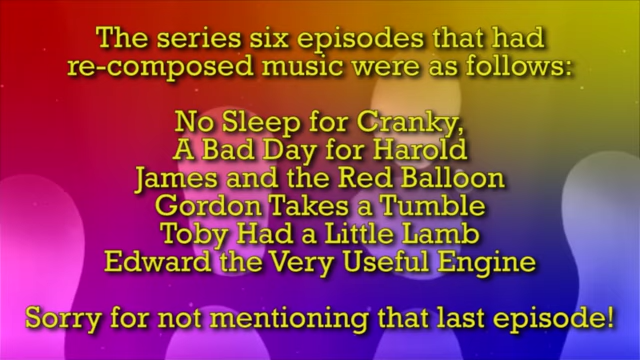 The series six episodes that had
re-composed music were as follows:
No Sleep for Cranky,
A Bad Day for Harold
James and the Red Balloon
Gordon Takes a Tumble
Toby Had a Little Lamb
Edward the Very Useful Engine
Sorry for not mentioning that last episode!